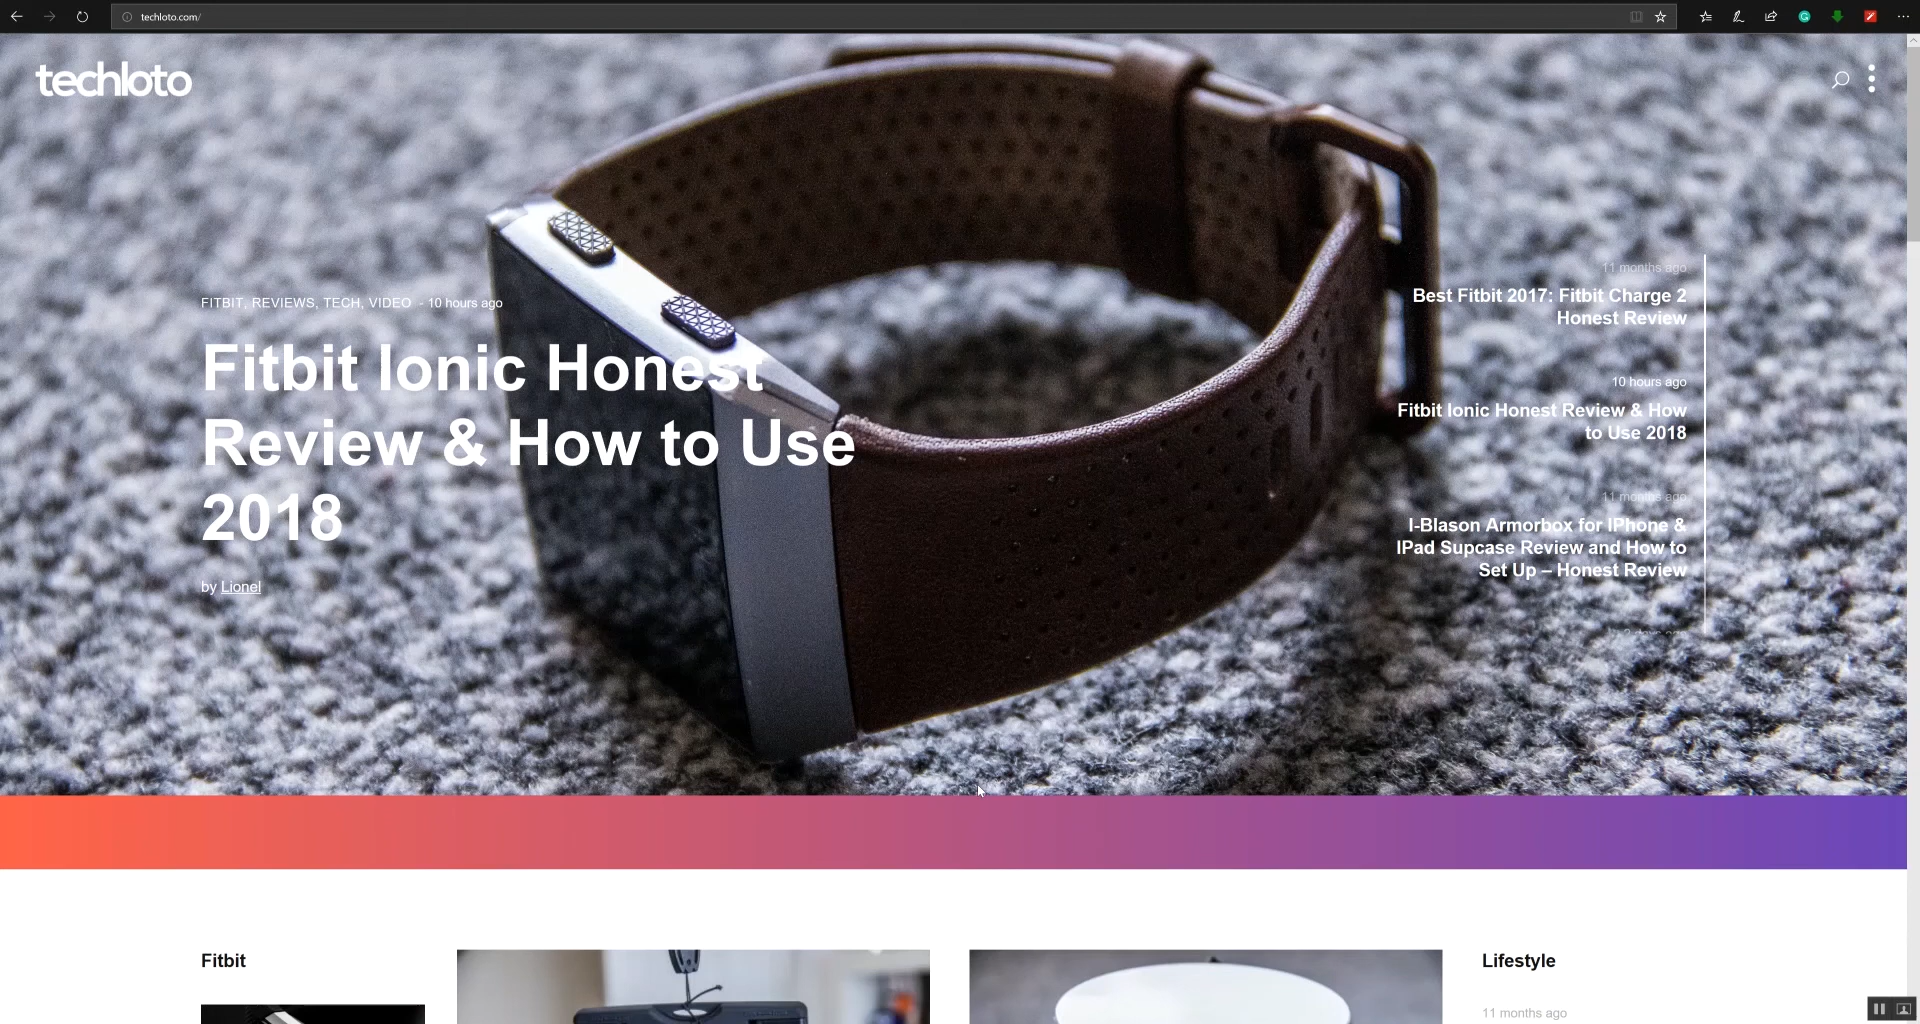 techloto.com/
techloto
FITBIT, REVIEWS, TECH, VIDEO - 10 hours ago
Fitbit Ionic Honest
Review & How to Use
2018
by Lionel
11 months ago
Best Fitbit 2017: Fitbit Charge 2
Honest Review
10 hours ago
Fitbit Ionic Honest Review & How
to Use 2018
11 months ago
I-Blason Armorbox for IPhone &
IPad Supcase Review and How to
Set Up – Honest Review
Fitbit
Lifestyle
11 months ago